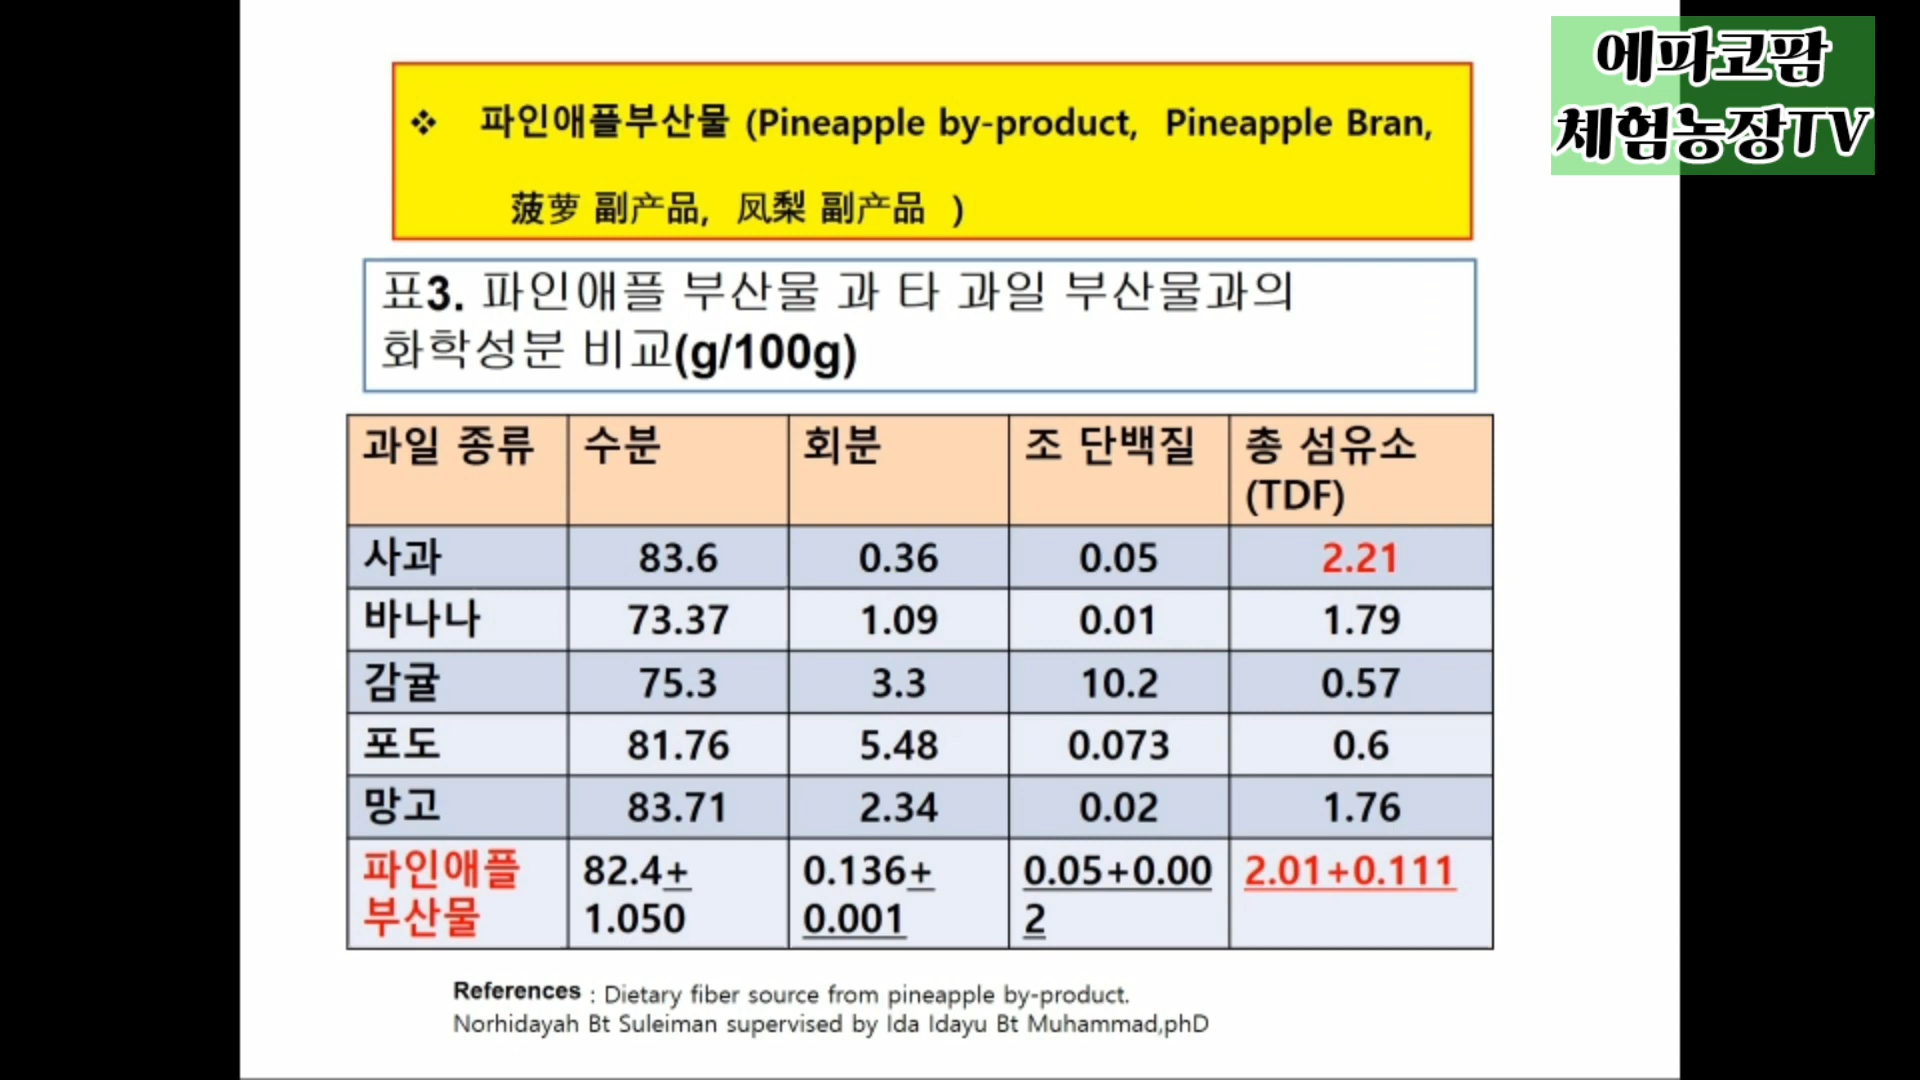 에파코팜
체험농장TV
❖ 파인애플부산물 (Pineapple by-product, Pineapple Bran,
菠萝 副产品, 凤梨 副产品 )
표3. 파인애플 부산물 과 타 과일 부산물과의
화학성분 비교(g/100g)
과일 종류 수분 회분 조 단백질 총 섬유소
(TDF)
사과 83.6 0.36 0.05 2.21
바나나 73.37 1.09 0.01 1.79
감귤 75.3 3.3 10.2 0.57
포도 81.76 5.48 0.073 0.6
망고 83.71 2.34 0.02 1.76
파인애플 82.4+ 0.136+ 0.05+0.00 2.01+0.111
부산물 1.050 0.001 2
References : Dietary fiber source from pineapple by-product.
Norhidayah Bt Suleiman supervised by Ida Idayu Bt Muhammad,phD